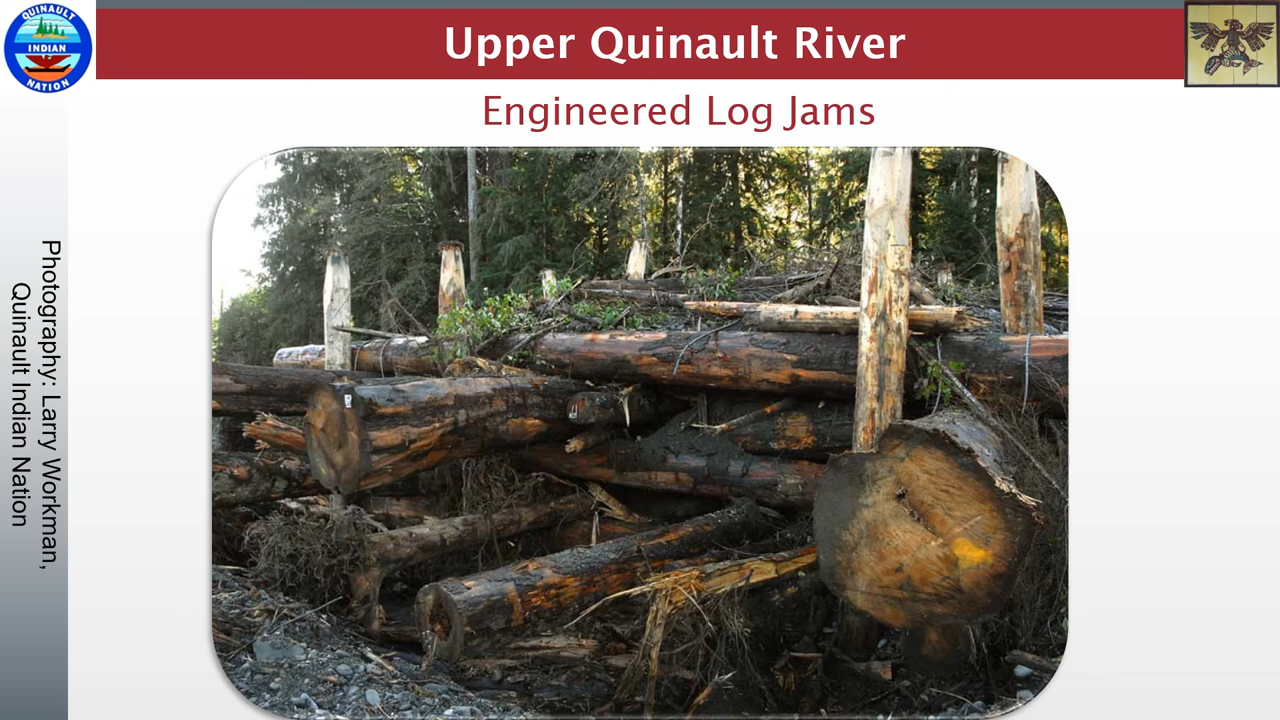 QUINAULT
INDIAN
NATION
Upper Quinault River
Engineered Log Jams
Photography: Larry Workman,
Quinault Indian Nation